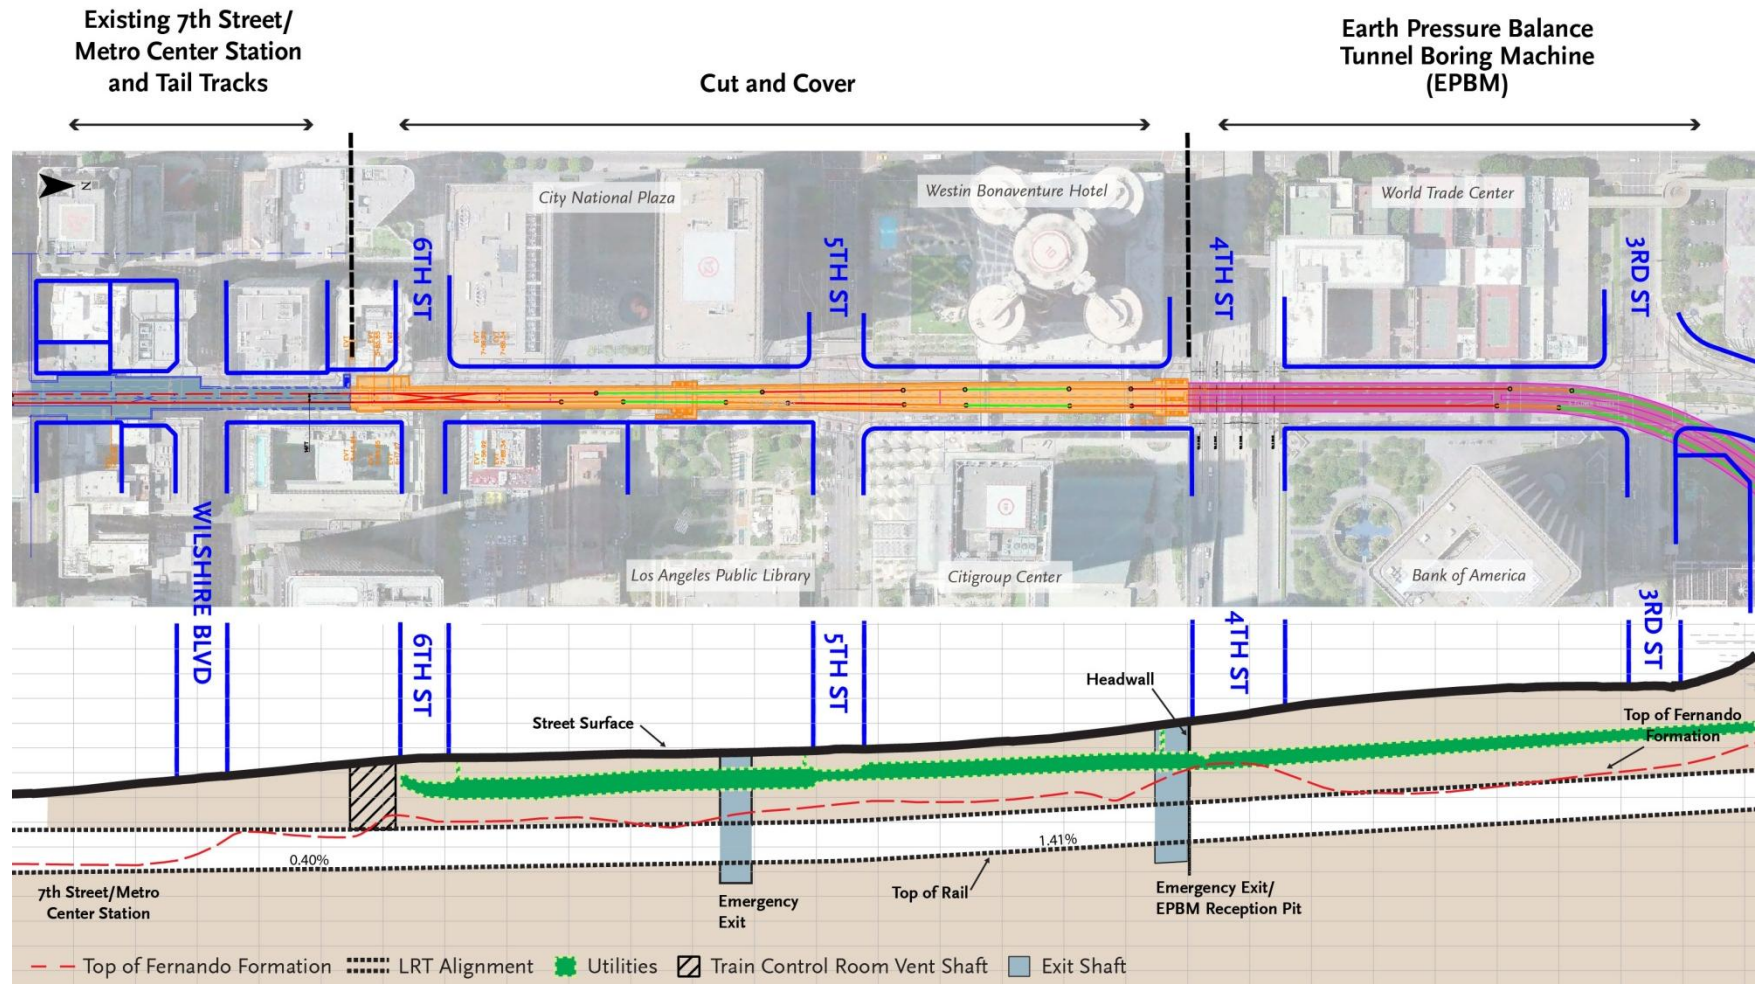 Existing 7th Street/
Metro Center Station
and Tail Tracks
Cut and Cover
Earth Pressure Balance
Tunnel Boring Machine
(EPBM)
N
City National Plaza
Westin Bonaventure Hotel
World Trade Center
6TH ST
5TH ST
4TH ST
3RD ST
WILSHIRE BLVD
Los Angeles Public Library
Citigroup Center
Bank of America
6TH ST
5TH ST
4TH ST
3RD ST
Headwall
Street Surface
Top of Fernando
Formation
0.40%
1.41%
7th Street/Metro
Center Station
Emergency
Exit
Top of Rail
Emergency Exit/
EPBM Reception Pit
Top of Fernando Formation
LRT Alignment
Utilities
Train Control Room Vent Shaft
Exit Shaft